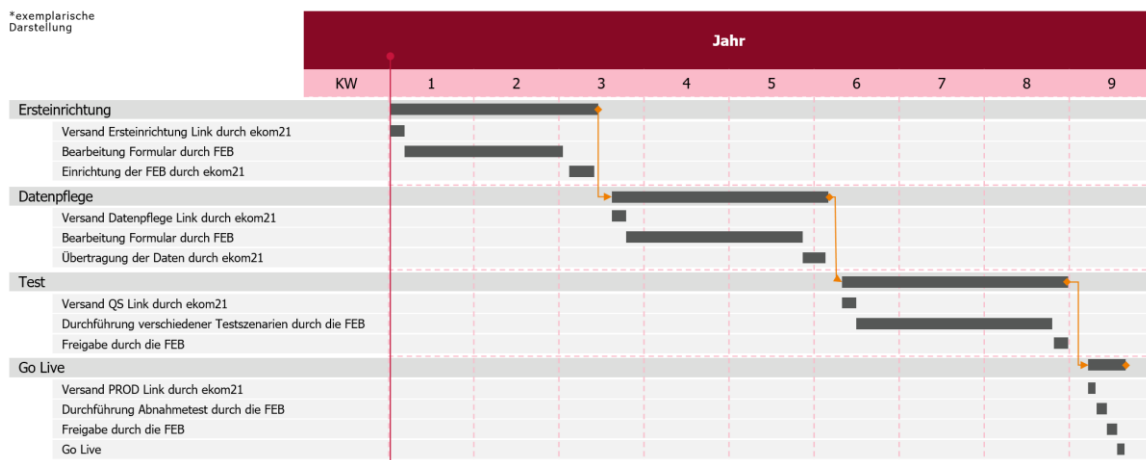 *exemplarische
Darstellung
Jahr
KW 1 2 3 4 5 6 7 8 9
Ersteinrichtung
Versand Ersteinrichtung Link durch ekom21
Bearbeitung Formular durch FEB
Einrichtung der FEB durch ekom21
Datenpflege
Versand Datenpflege Link durch ekom21
Bearbeitung Formular durch FEB
Übertragung der Daten durch ekom21
Test
Versand QS Link durch ekom21
Durchführung verschiedener Testszenarien durch die FEB
Freigabe durch die FEB
Go Live
Versand PROD Link durch ekom21
Durchführung Abnahmetest durch die FEB
Freigabe durch die FEB
Go Live